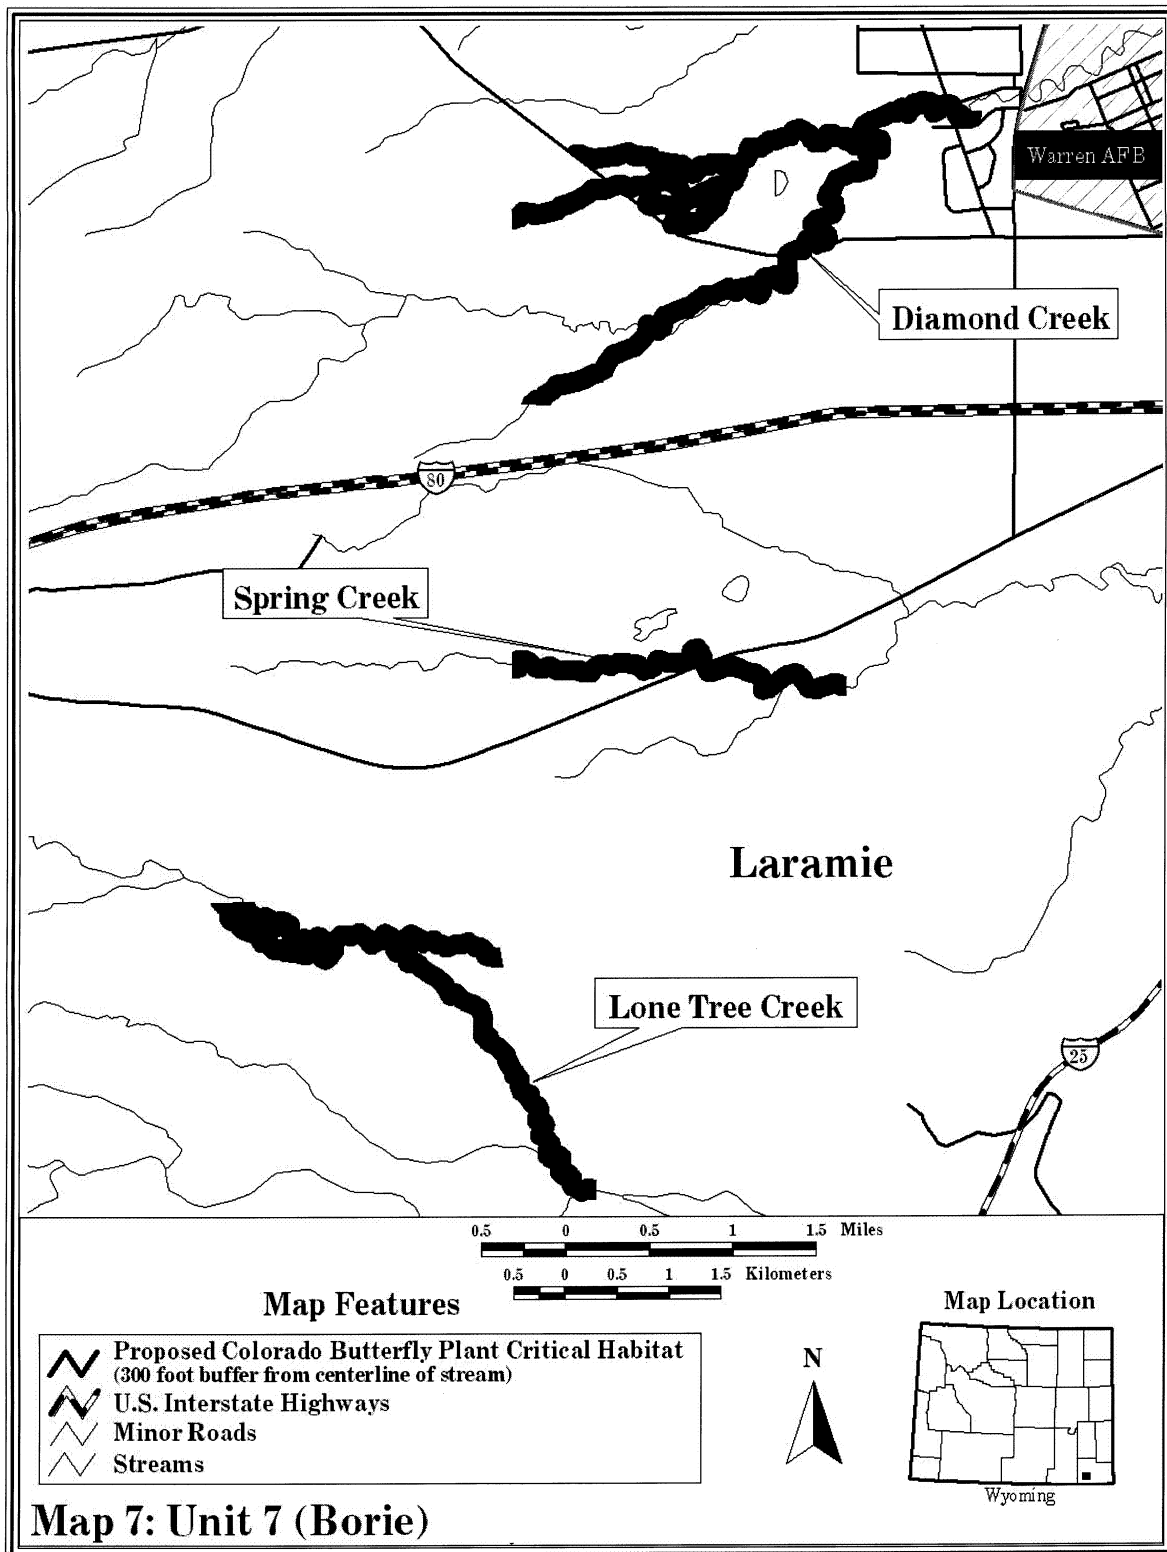 Warren AFB
Diamond Creek
80
Spring Creek
Laramie
Lone Tree Creek
25
0.5 0 0.5 1 1.5 Miles
0.5 0 0.5 1 1.5 Kilometers
Map Features
Proposed Colorado Butterfly Plant Critical Habitat
(300 foot buffer from centerline of stream)
U.S. Interstate Highways
Minor Roads
Streams
N
Map Location
Wyoming
Map 7: Unit 7 (Borie)